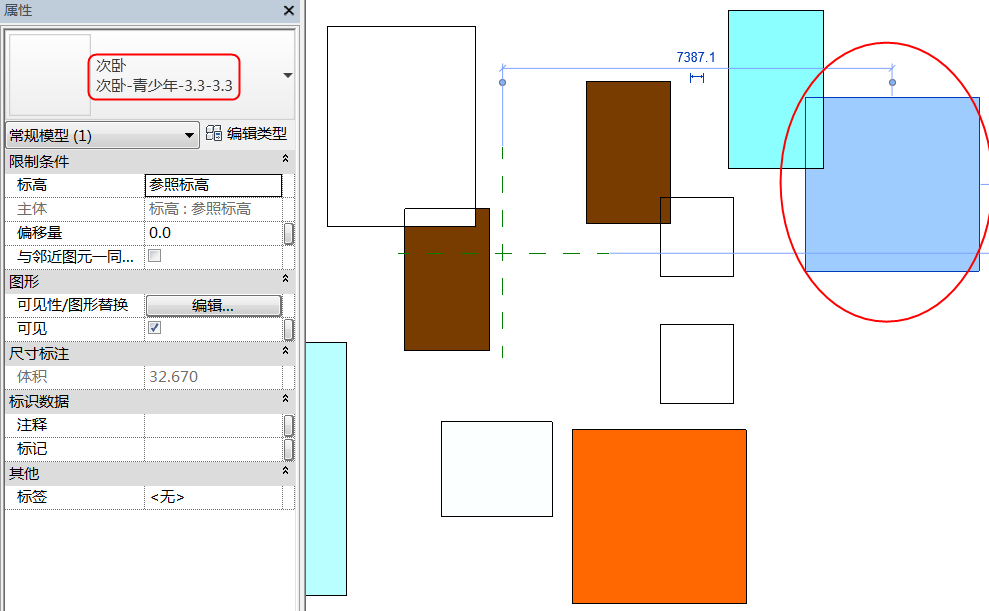 属性
次卧
次卧-青少年-3.3-3.3
常规模型 (1)
编辑类型
限制条件
标高 参照标高
主体 标高 : 参照标高
偏移量 0.0
与邻近图元一同...
图形
可见性/图形替换 编辑...
可见
尺寸标注
体积 32.670
标识数据
注释
标记
其他
标签 <无>
7387.1